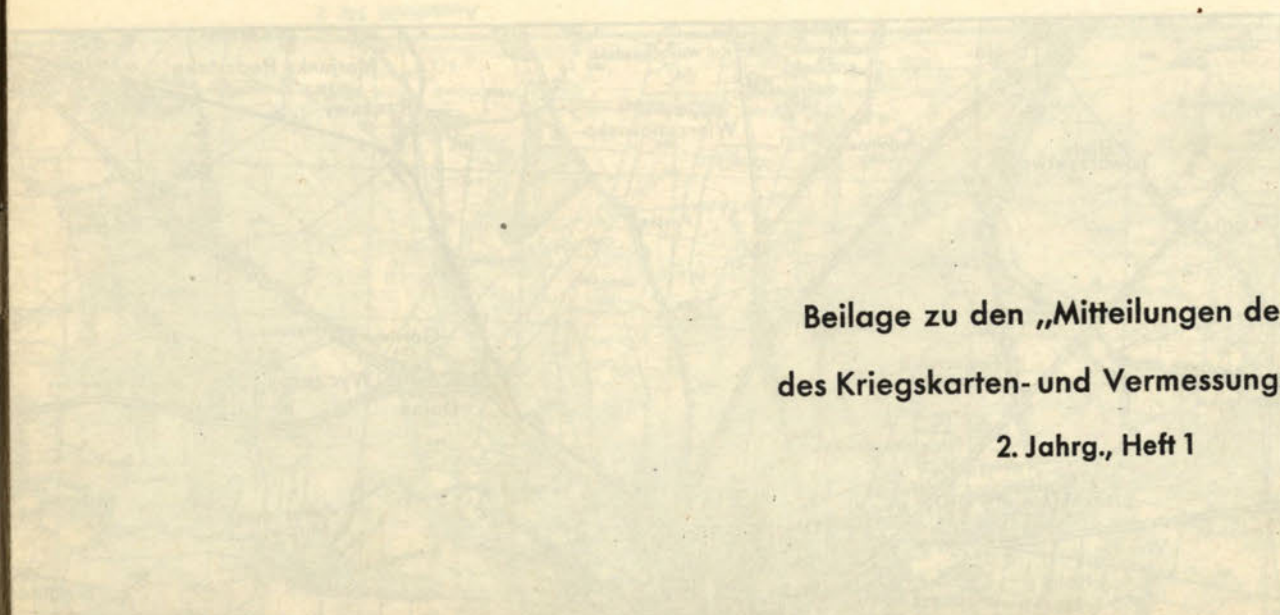 Beilage zu den „Mitteilungen de
des Kriegskarten- und Vermessung
2. Jahrg., Heft 1